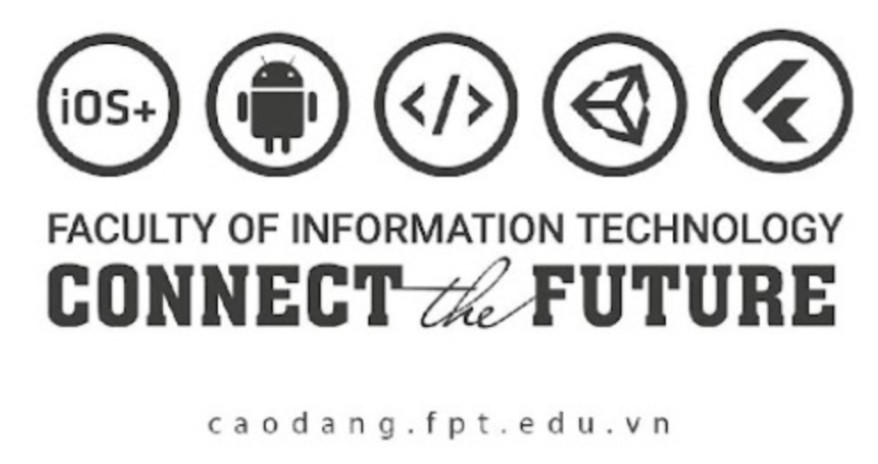 iOS+
</>
FACULTY OF INFORMATION TECHNOLOGY
CONNECT the FUTURE
caodang.fpt.edu.vn